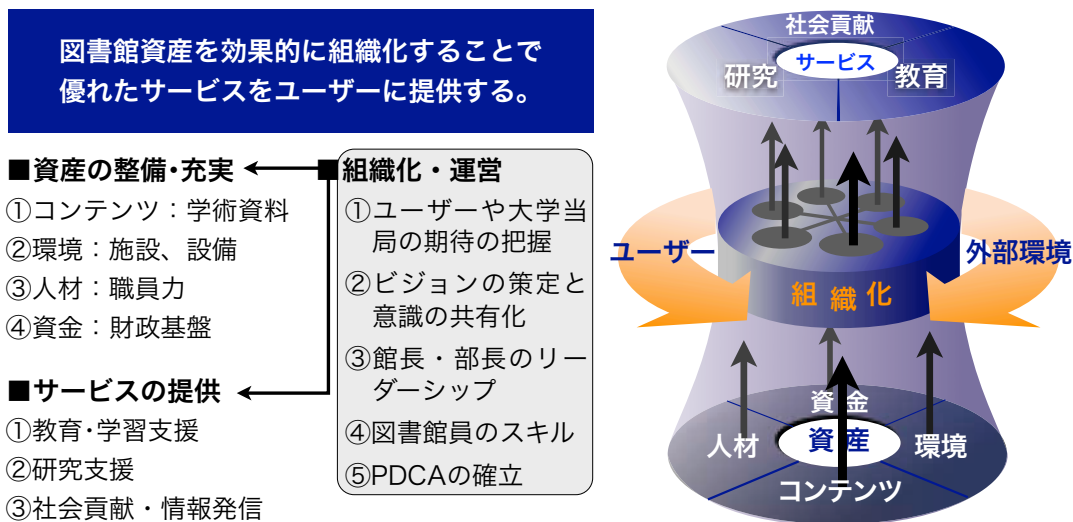 図書館資産を効果的に組織化することで
優れたサービスをユーザーに提供する。
■資産の整備・充実
①コンテンツ：学術資料
②環境：施設、設備
③人材：職員力
④資金：財政基盤
■サービスの提供
①教育・学習支援
②研究支援
③社会貢献・情報発信
■組織化・運営
①ユーザーや大学当
局の期待の把握
②ビジョンの策定と
意識の共有化
③館長・部長のリー
ダーシップ
④図書館員のスキル
⑤PDCAの確立
社会貢献
サービス
研究
教育
ユーザー
外部環境
組織化
資金
人材
資産
環境
コンテンツ